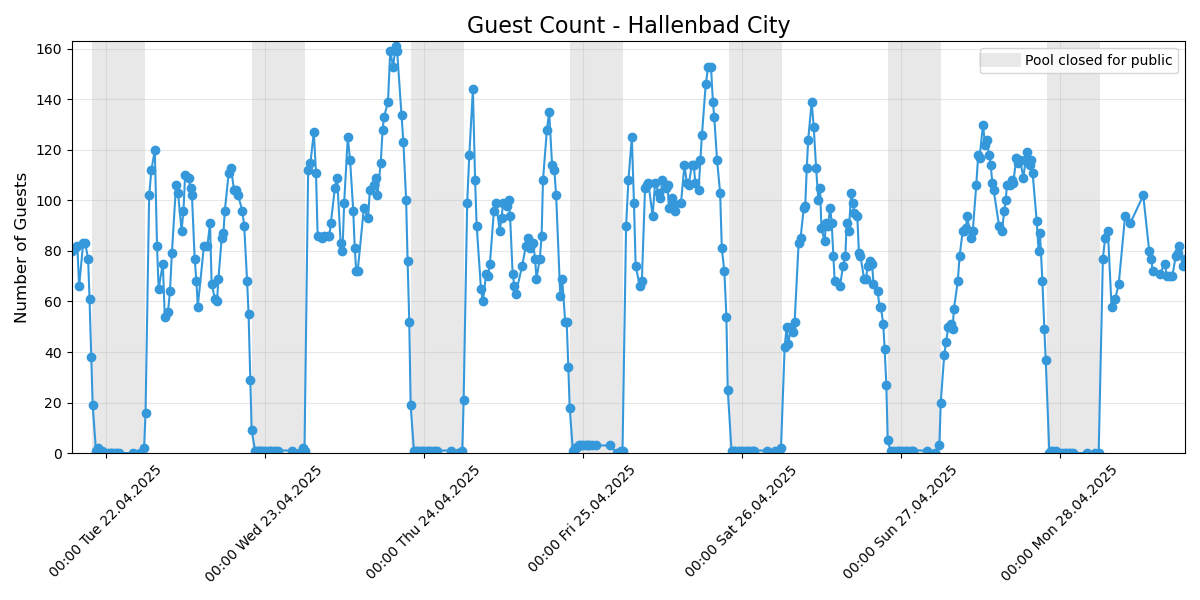 Guest Count - Hallenbad City
Pool closed for public
Number of Guests
160
140
120
100
80
60
40
20
0
00:00 Tue 22.04.2025
00:00 Wed 23.04.2025
00:00 Thu 24.04.2025
00:00 Fri 25.04.2025
00:00 Sat 26.04.2025
00:00 Sun 27.04.2025
00:00 Mon 28.04.2025